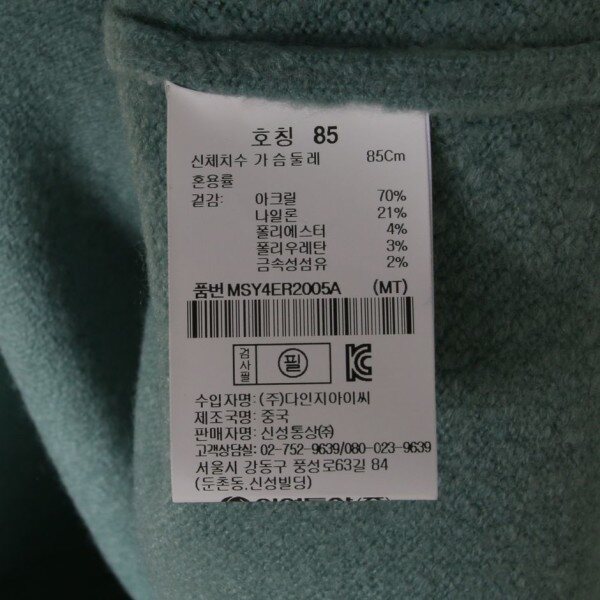 호칭 85
신체치수 가슴둘레 85Cm
혼용률
겉감: 아크릴 70%
나일론 21%
폴리에스터 4%
폴리우레탄 3%
금속성섬유 2%
품번 MSY4ER2005A (MT)
검사필 필
수입자명: (주)다인지아이씨
제조국명: 중국
판매자명: 신성통상(주)
고객상담실: 02-752-9639/080-023-9639
서울시 강동구 풍성로63길 84
(둔촌동,신성빌딩)